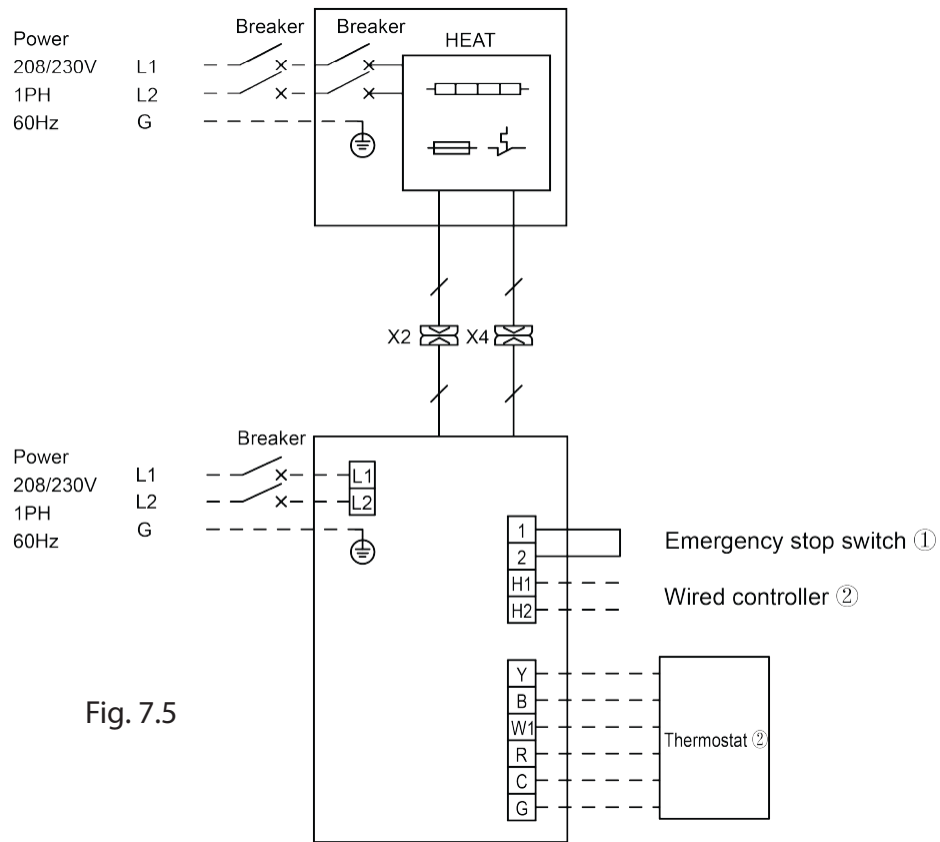 Breaker
Breaker
HEAT
Power
208/230V
1PH
60Hz
L1
L2
G
X2
X4
Breaker
Power
208/230V
1PH
60Hz
L1
L2
G
L1
L2
1
2
H1
H2
Emergency stop switch ①
Wired controller ②
Y
B
W1
R
C
G
Thermostat ②
Fig. 7.5